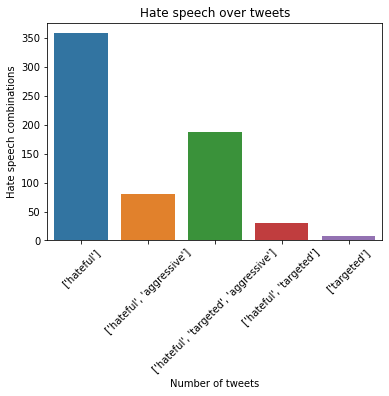 Hate speech over tweets
Hate speech combinations
350
300
250
200
150
100
50
0
['hateful']
['hateful', 'aggressive']
['hateful', 'targeted', 'aggressive']
['hateful', 'targeted']
['targeted']
Number of tweets